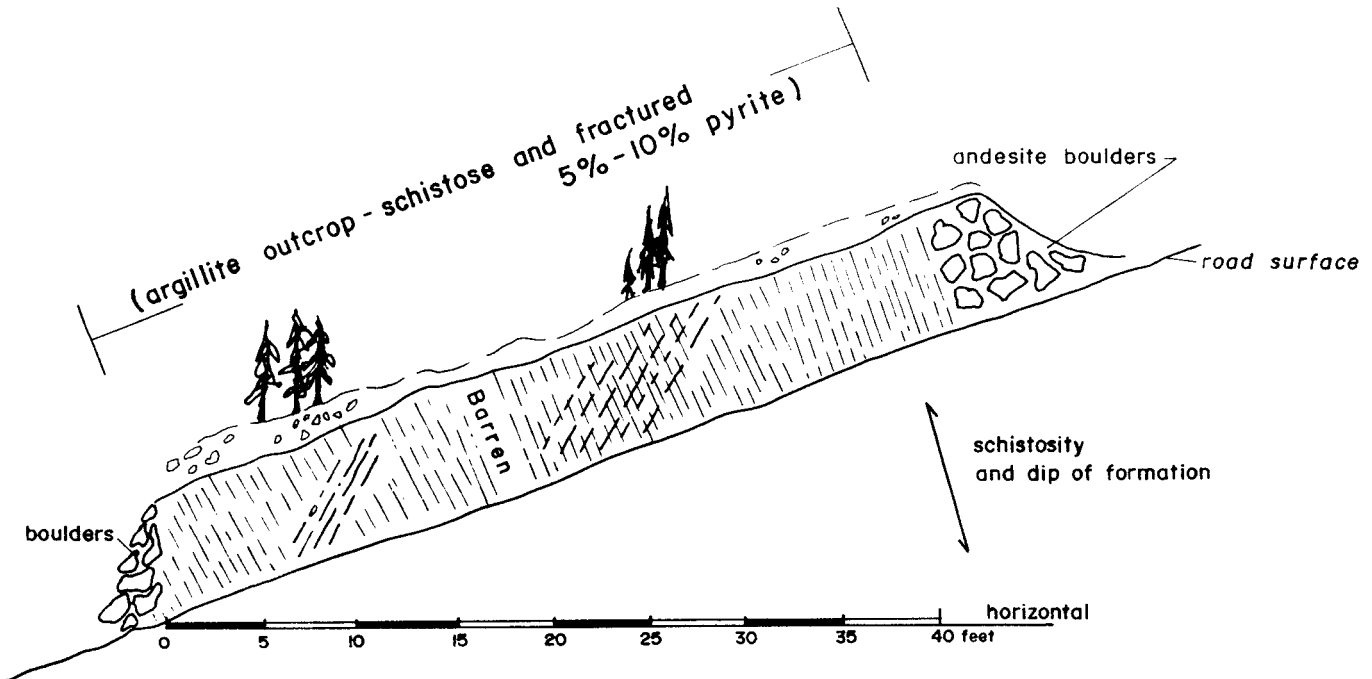 (argillite outcrop - schistose and fractured
5% - 10% pyrite)
andesite boulders
road surface
Barren
schistosity
and dip of formation
boulders
horizontal
0 5 10 15 20 25 30 35 40 feet